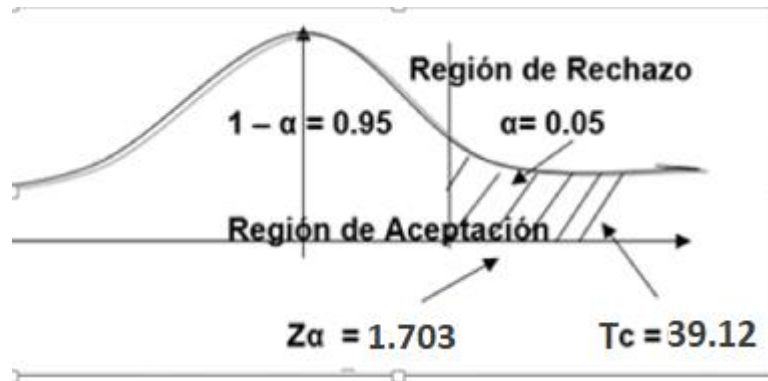 Región de Rechazo
1 – α = 0.95 α= 0.05
Región de Aceptación
Zα = 1.703 Tc = 39.12